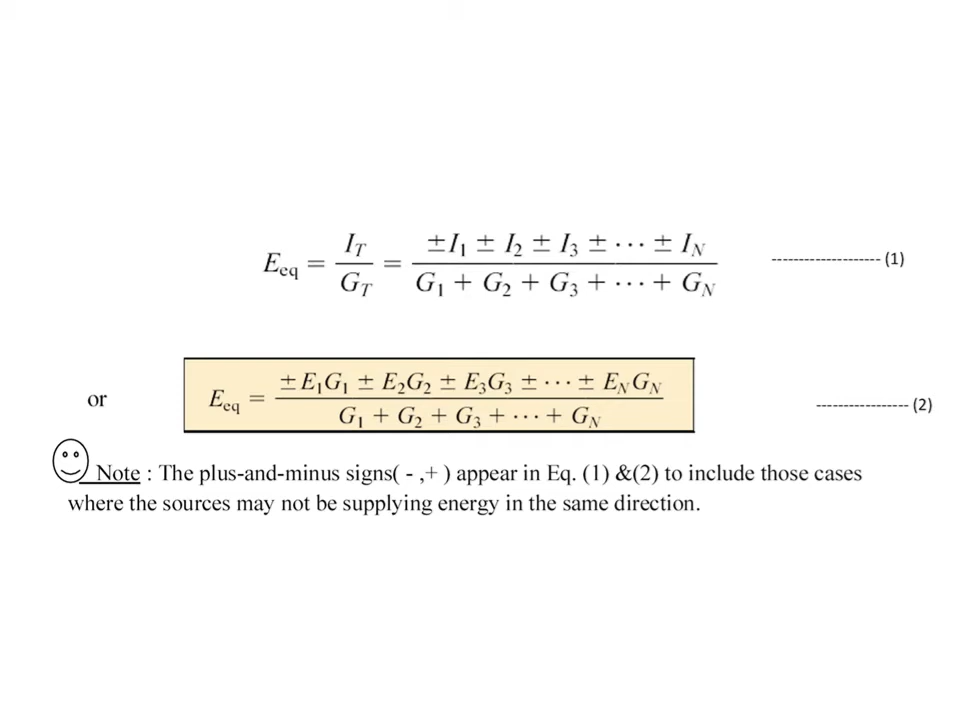 E_eq = I_T / G_T = (±I_1 ± I_2 ± I_3 ± ··· ± I_N) / (G_1 + G_2 + G_3 + ··· + G_N) -------------------- (1)
or E_eq = (±E_1G_1 ± E_2G_2 ± E_3G_3 ± ··· ± E_NG_N) / (G_1 + G_2 + G_3 + ··· + G_N) ----------------- (2)
Note : The plus-and-minus signs( - ,+ ) appear in Eq. (1) &(2) to include those cases
where the sources may not be supplying energy in the same direction.